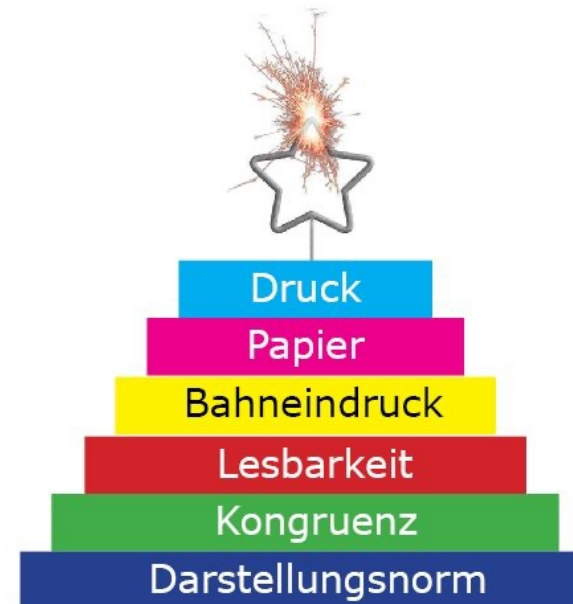 Druck
Papier
Bahneindruck
Lesbarkeit
Kongruenz
Darstellungsnorm